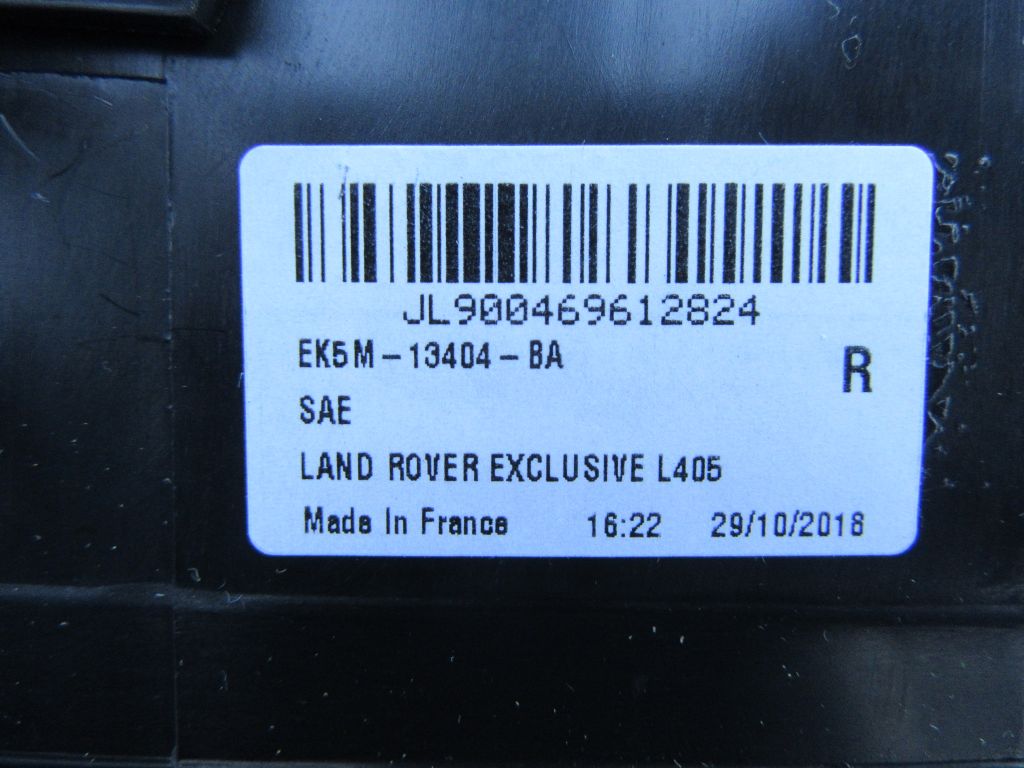 JL900469612824
EK5M-13404-BA
R
SAE
LAND ROVER EXCLUSIVE L405
Made In France 16:22 29/10/2018